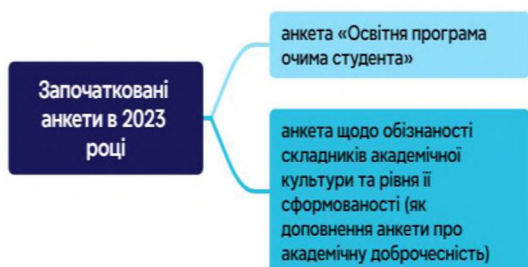 Започатковані
анкети в 2023
році
анкета «Освітня програма
очима студента»
анкета щодо обізнаності
складників академічної
культури та рівня її
сформованості (як
доповнення анкети про
академічну доброчесність)